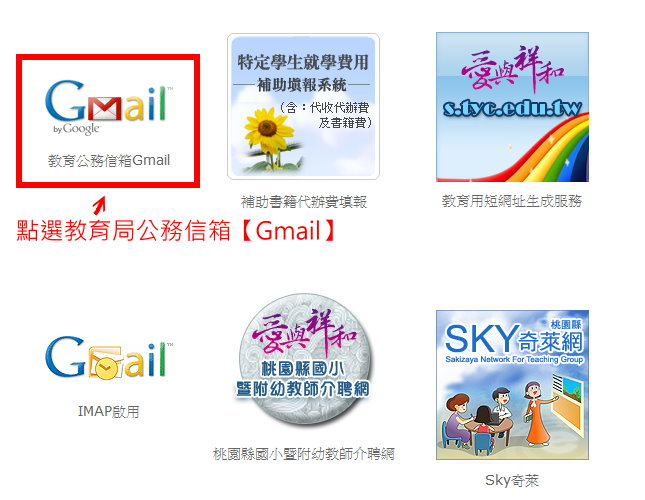 Gmail™
by Google
教育公務信箱Gmail
特定學生就學費用
補助填報系統
(含：代收代辦費
及書籍費)
補助書籍代辦費填報
愛與祥和
s.tyc.edu.tw
教育用短網址生成服務
點選教育局公務信箱【Gmail】
Gmail™
IMAP啟用
愛與祥和
桃園縣國小
暨附幼教師介聘網
桃園縣國小暨附幼教師介聘網
桃園縣
SKY奇萊網
Sakizaya Network For Teaching Group
Sky奇萊